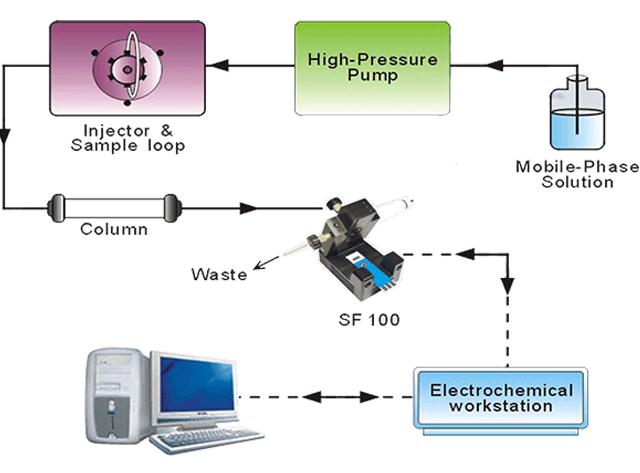 High-Pressure
Pump
Injector &
Sample loop
Mobile-Phase
Solution
Column
Waste
SF 100
Electrochemical
workstation